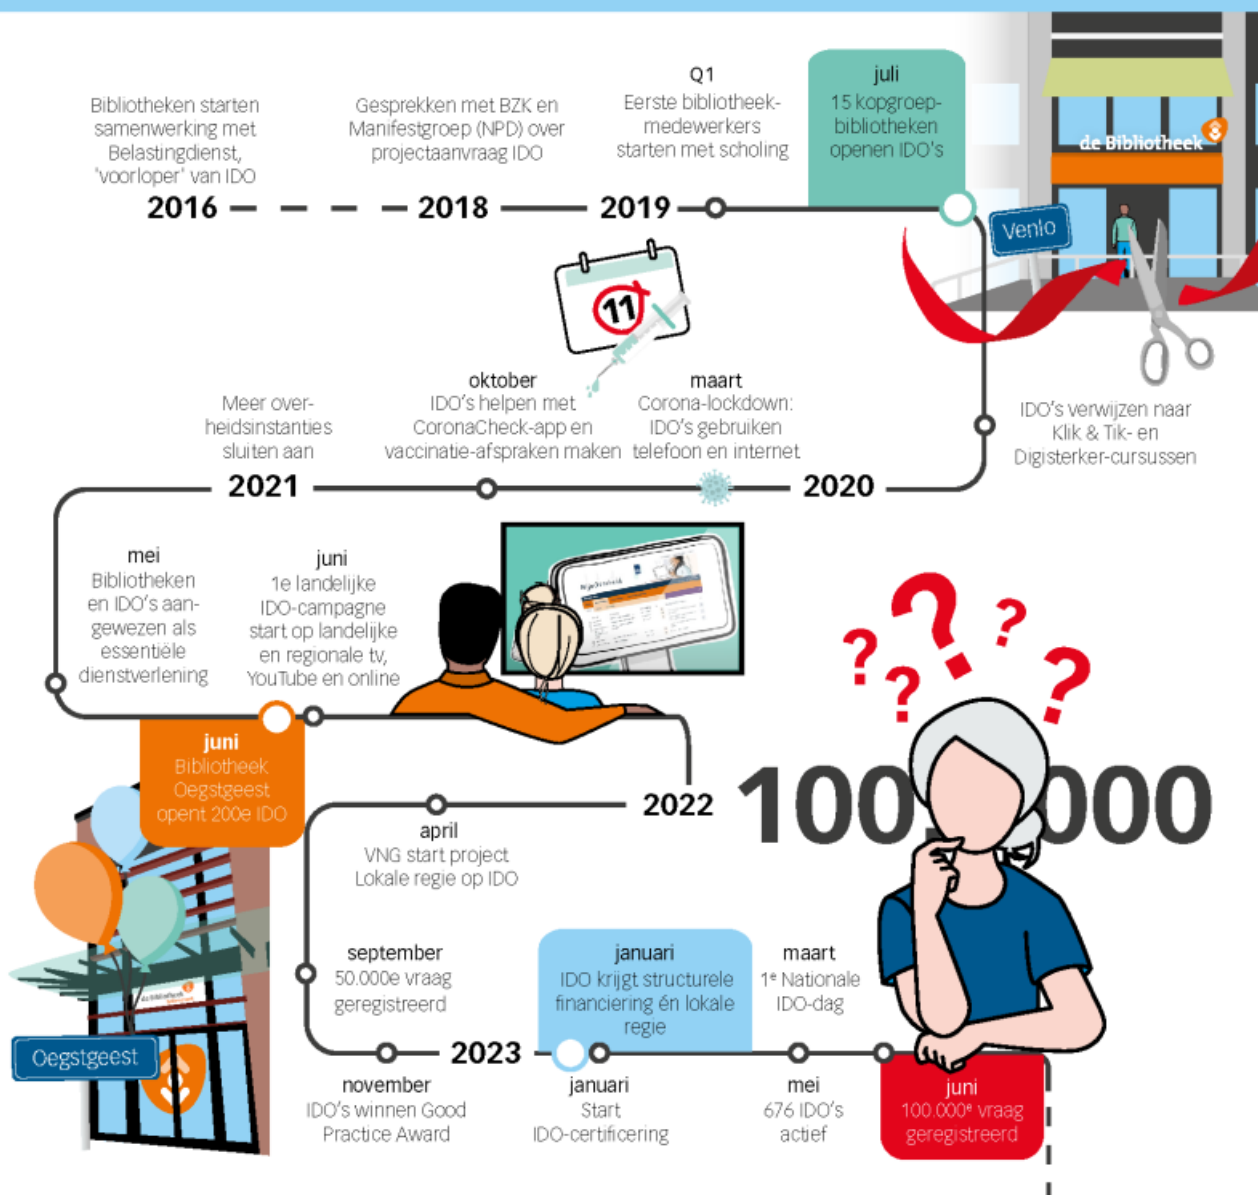 Bibliotheken starten
samenwerking met
Belastingdienst,
'voorloper' van IDO
2016
Gesprekken met BZK en
Manifestgroep (NPD) over
projectaanvraag IDO
2018
2019
Q1
Eerste bibliotheek-
medewerkers
starten met scholing
juli
15 kopgroep-
bibliotheken
openen IDO's
de Bibliotheek
Venlo
11
IDO's verwijzen naar
Klik & Tik- en
Digisterker-cursussen
2020
maart
Corona-lockdown:
IDO's gebruiken
telefoon en internet
oktober
IDO's helpen met
CoronaCheck-app en
vaccinatie-afspraken maken
Meer over-
heidsinstanties
sluiten aan
2021
mei
Bibliotheken
en IDO's aan-
gewezen als
essentiële
dienstverlening
juni
Bibliotheek
Oegstgeest
opent 200e IDO
juni
1e landelijke
IDO-campagne
start op landelijke
en regionale tv,
YouTube en online
2022
april
VNG start project
Lokale regie op IDO
september
50.000e vraag
geregistreerd
november
IDO's winnen Good
Practice Award
2023
januari
IDO krijgt structurele
financiering én lokale
regie
januari
Start
IDO-certificering
maart
1e Nationale
IDO-dag
mei
676 IDO's
actief
juni
100.000e vraag
geregistreerd
100.000
? ? ? ? ?
de Bibliotheek
Oegstgeest